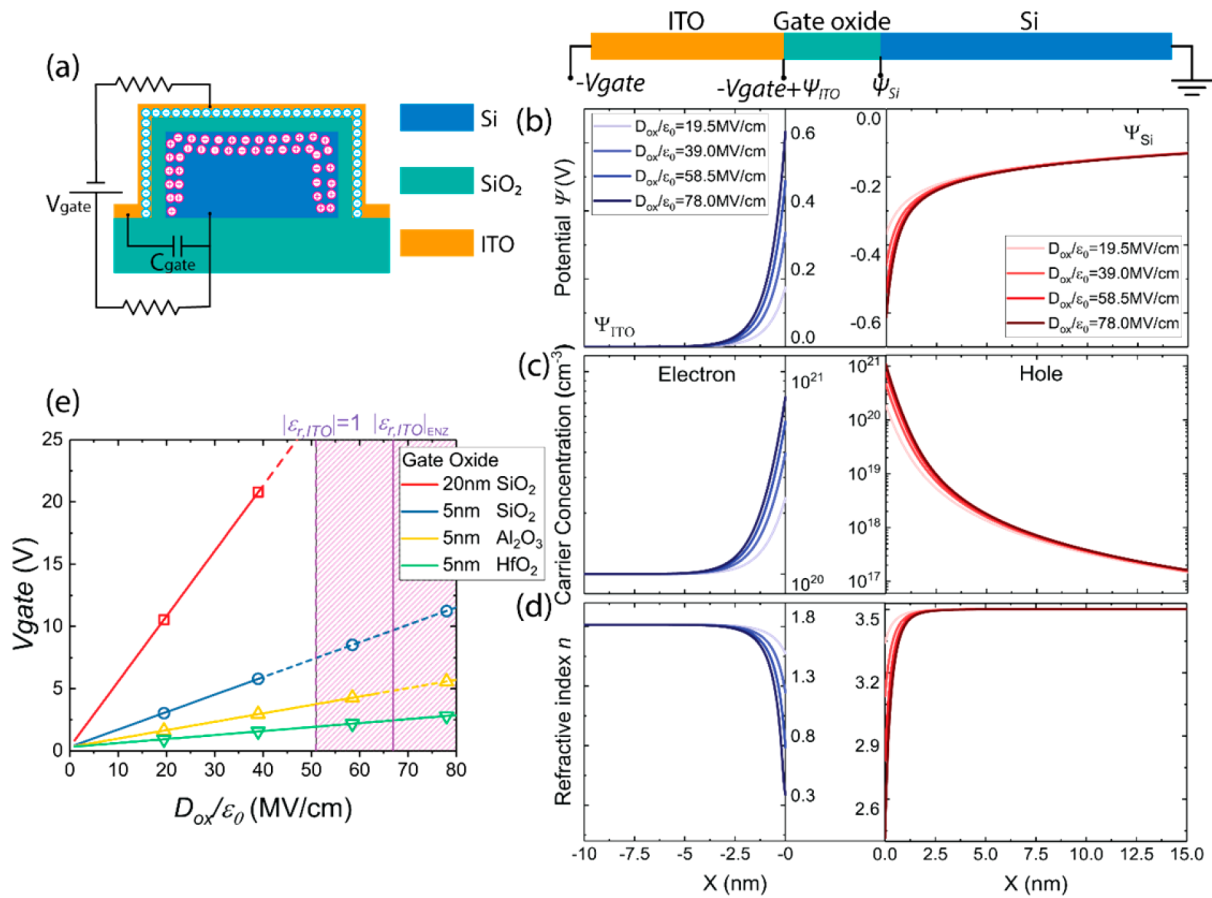 ITO Gate oxide Si
-Vgate -Vgate+Ψ_ITO Ψ_Si
(a)
Vgate
Cgate
Si
SiO₂
ITO
(b)
Potential Ψ (V)
D_ox/ε₀=19.5MV/cm
D_ox/ε₀=39.0MV/cm
D_ox/ε₀=58.5MV/cm
D_ox/ε₀=78.0MV/cm
Ψ_ITO
0.6
0.4
0.2
0.0
0.0
-0.2
-0.4
-0.6
Ψ_Si
D_ox/ε₀=19.5MV/cm
D_ox/ε₀=39.0MV/cm
D_ox/ε₀=58.5MV/cm
D_ox/ε₀=78.0MV/cm
(c)
Carrier Concentration (cm⁻³)
Electron
10²¹
10²⁰
Hole
10²¹
10²⁰
10¹⁹
10¹⁸
10¹⁷
(d)
Refractive index n
1.8
1.3
0.8
0.3
3.5
3.2
2.9
2.6
-10 -7.5 -5 -2.5 -0
X (nm)
0.0 2.5 5.0 7.5 10.0 12.5 15.0
X (nm)
(e)
|ε_r,ITO|=1 |ε_r,ITO|_ENZ
Gate Oxide
20nm SiO₂
5nm SiO₂
5nm Al₂O₃
5nm HfO₂
Vgate (V)
25
20
15
10
5
0
0 10 20 30 40 50 60 70 80
D_ox/ε₀ (MV/cm)